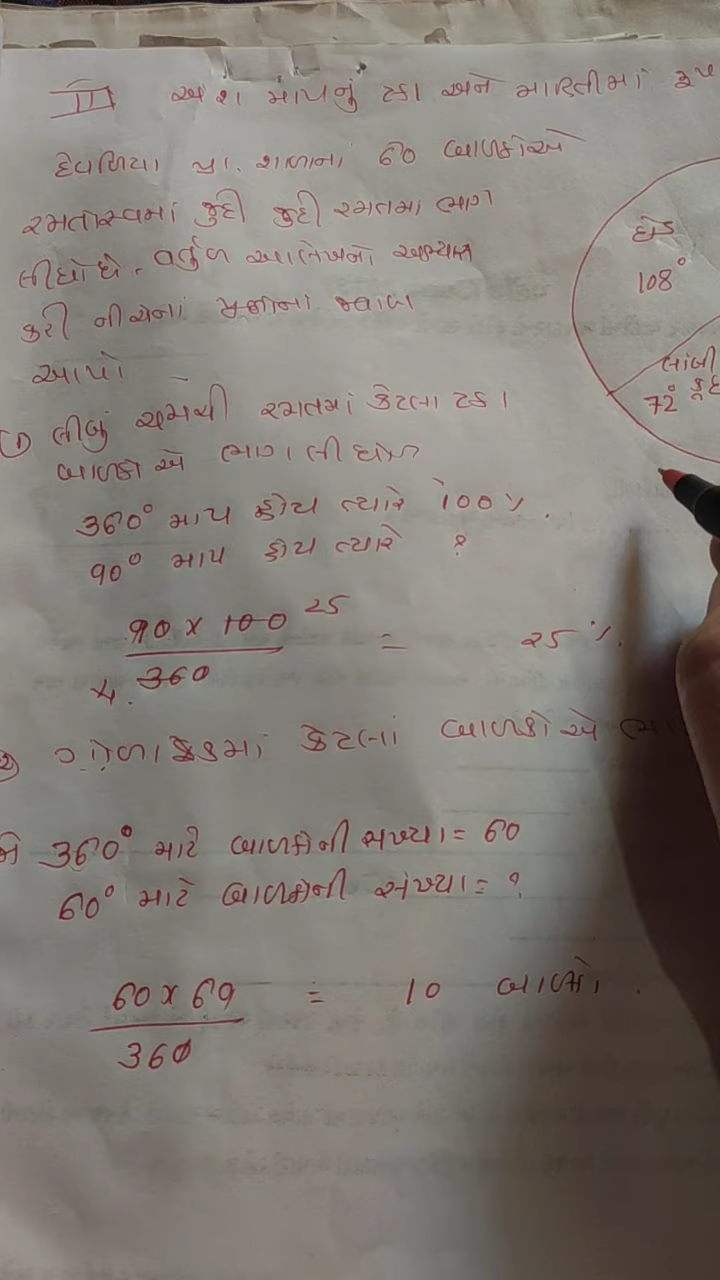 III અંશ માપનું ટકા અને માહિતીમાં રૂપ
દેવળિયા પ્રા. શાળાનાં 60 બાળકોએ
રમતોત્સવમાં જુદી જુદી રમતમાં ભાગ
લીધો છે. વર્તુળ આલેખનો અભ્યાસ
કરી નીચેનાં પ્રશ્નોનાં જવાબ
આપો
દોડ
108°
લાંબી કૂદ
72°
(1) લીંબુ ચમચી રમતમાં કેટલા ટકા
બાળકોએ ભાગ લીધો
360° માપ હોય ત્યારે 100%.
90° માપ હોય ત્યારે ?
90 x 100 25 = 25%.
4. 360
2) ગોળા ફેંકમાં કેટલાં બાળકોએ ભા
360° માટે બાળકોની સંખ્યા = 60
60° માટે બાળકોની સંખ્યા = ?
60 x 60 = 10 બાળકો.
360